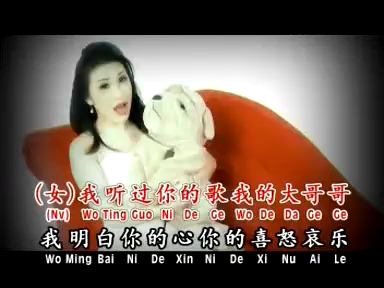 (女)我听过你的歌我的大哥哥
(Nv) Wo Ting Guo Ni De Ge Wo De Da Ge Ge
我明白你的心你的喜怒哀乐
Wo Ming Bai Ni De Xin Ni De Xi Nu Ai Le